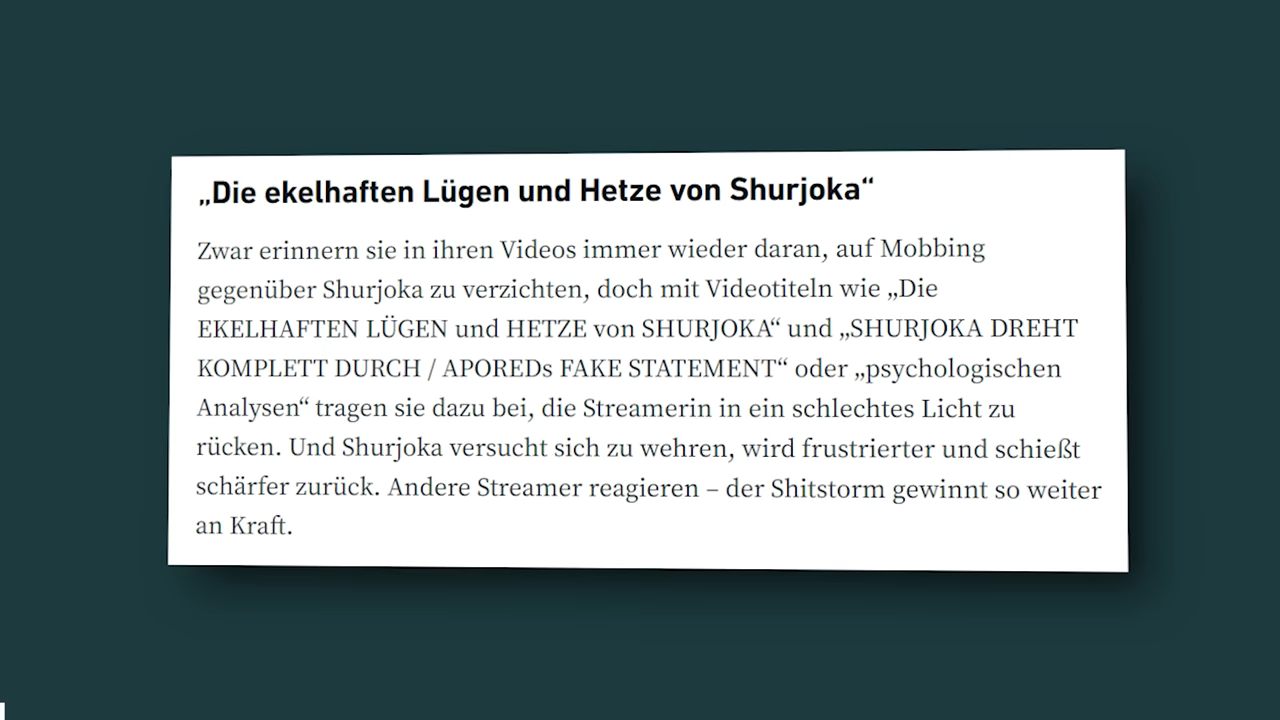 „Die ekelhaften Lügen und Hetze von Shurjoka“
Zwar erinnern sie in ihren Videos immer wieder daran, auf Mobbing
gegenüber Shurjoka zu verzichten, doch mit Videotiteln wie „Die
EKELHAFTEN LÜGEN und HETZE von SHURJOKA“ und „SHURJOKA DREHT
KOMPLETT DURCH / APOREDs FAKE STATEMENT“ oder „psychologischen
Analysen“ tragen sie dazu bei, die Streamerin in ein schlechtes Licht zu
rücken. Und Shurjoka versucht sich zu wehren, wird frustrierter und schießt
schärfer zurück. Andere Streamer reagieren – der Shitstorm gewinnt so weiter
an Kraft.